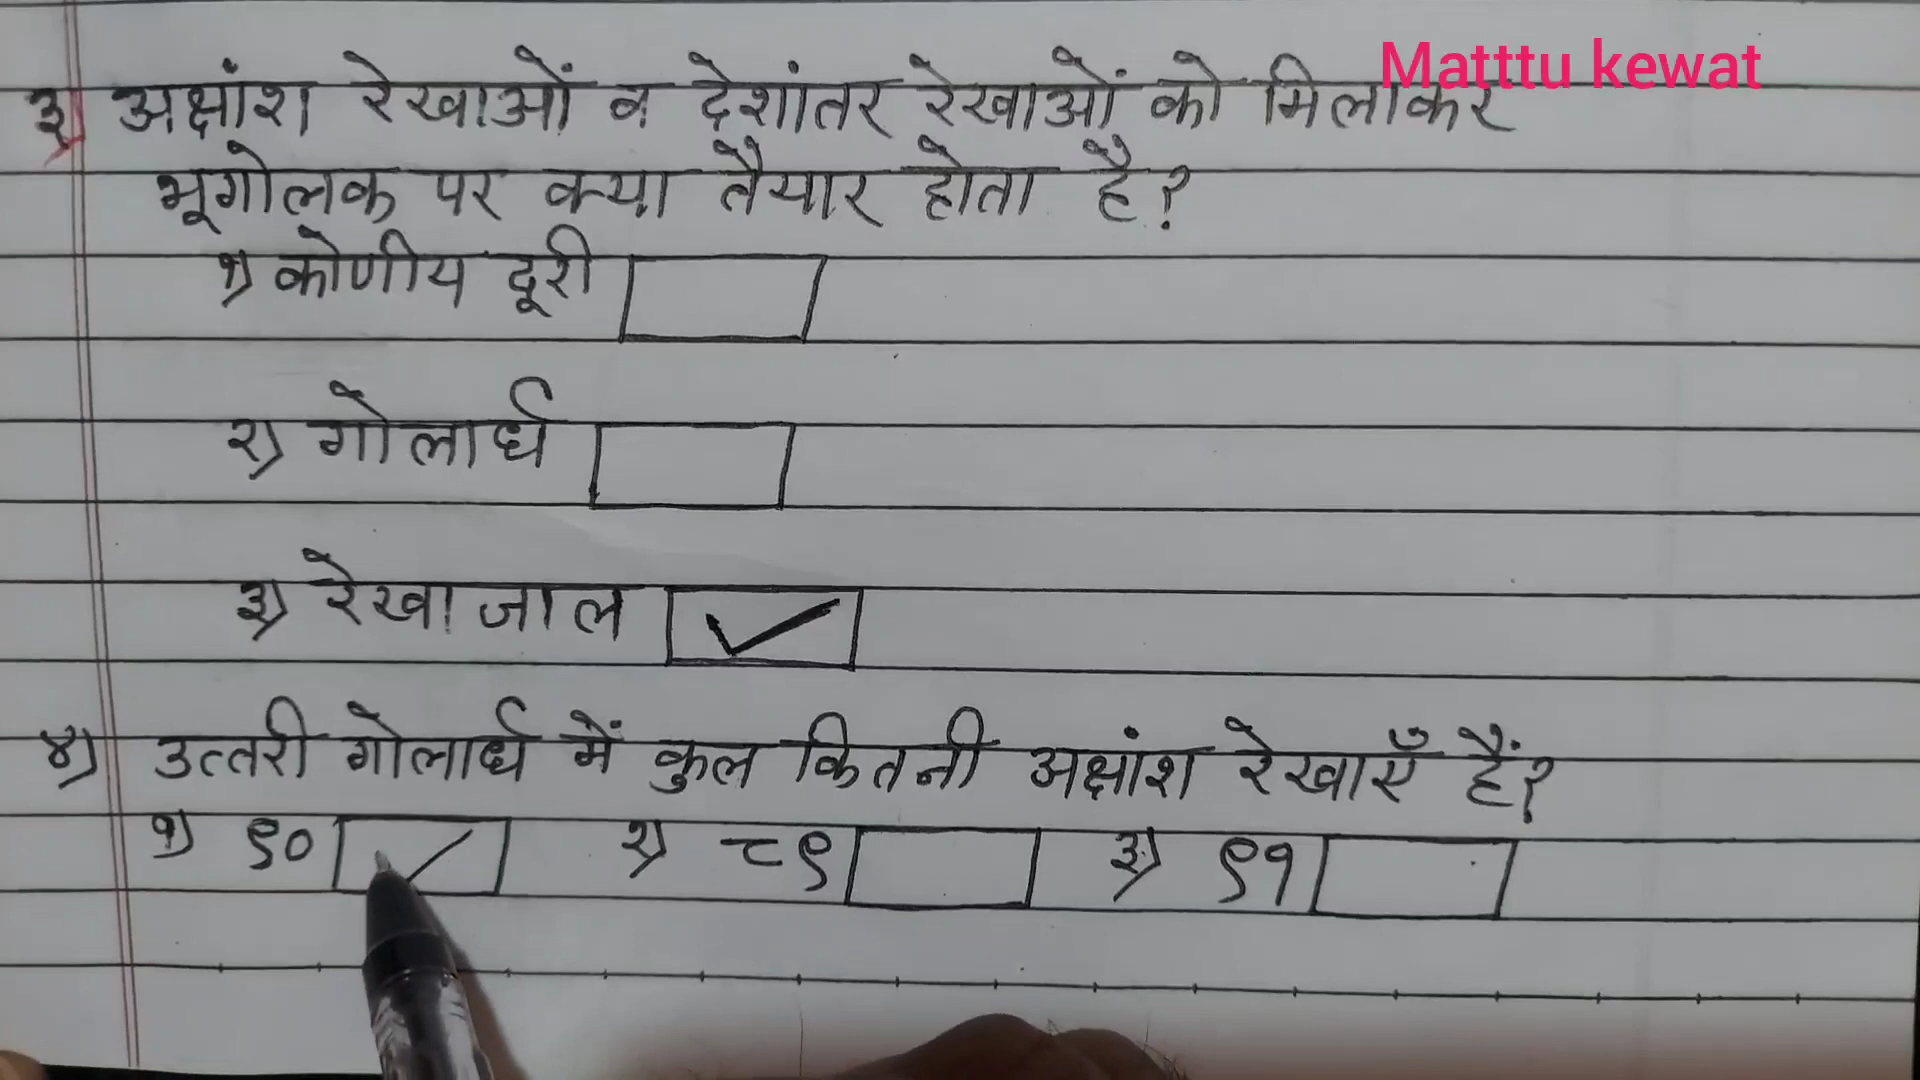 Matttu kewat
३) अक्षांश रेखाओं व देशांतर रेखाओं को मिलाकर
भूगोलक पर क्या तैयार होता है?
१) कोणीय दूरी
२) गोलार्ध
३) रेखाजाल ✓
४) उत्तरी गोलार्ध में कुल कितनी अक्षांश रेखाएँ हैं?
१) ९० ✓ २) ८९ ३) ९१